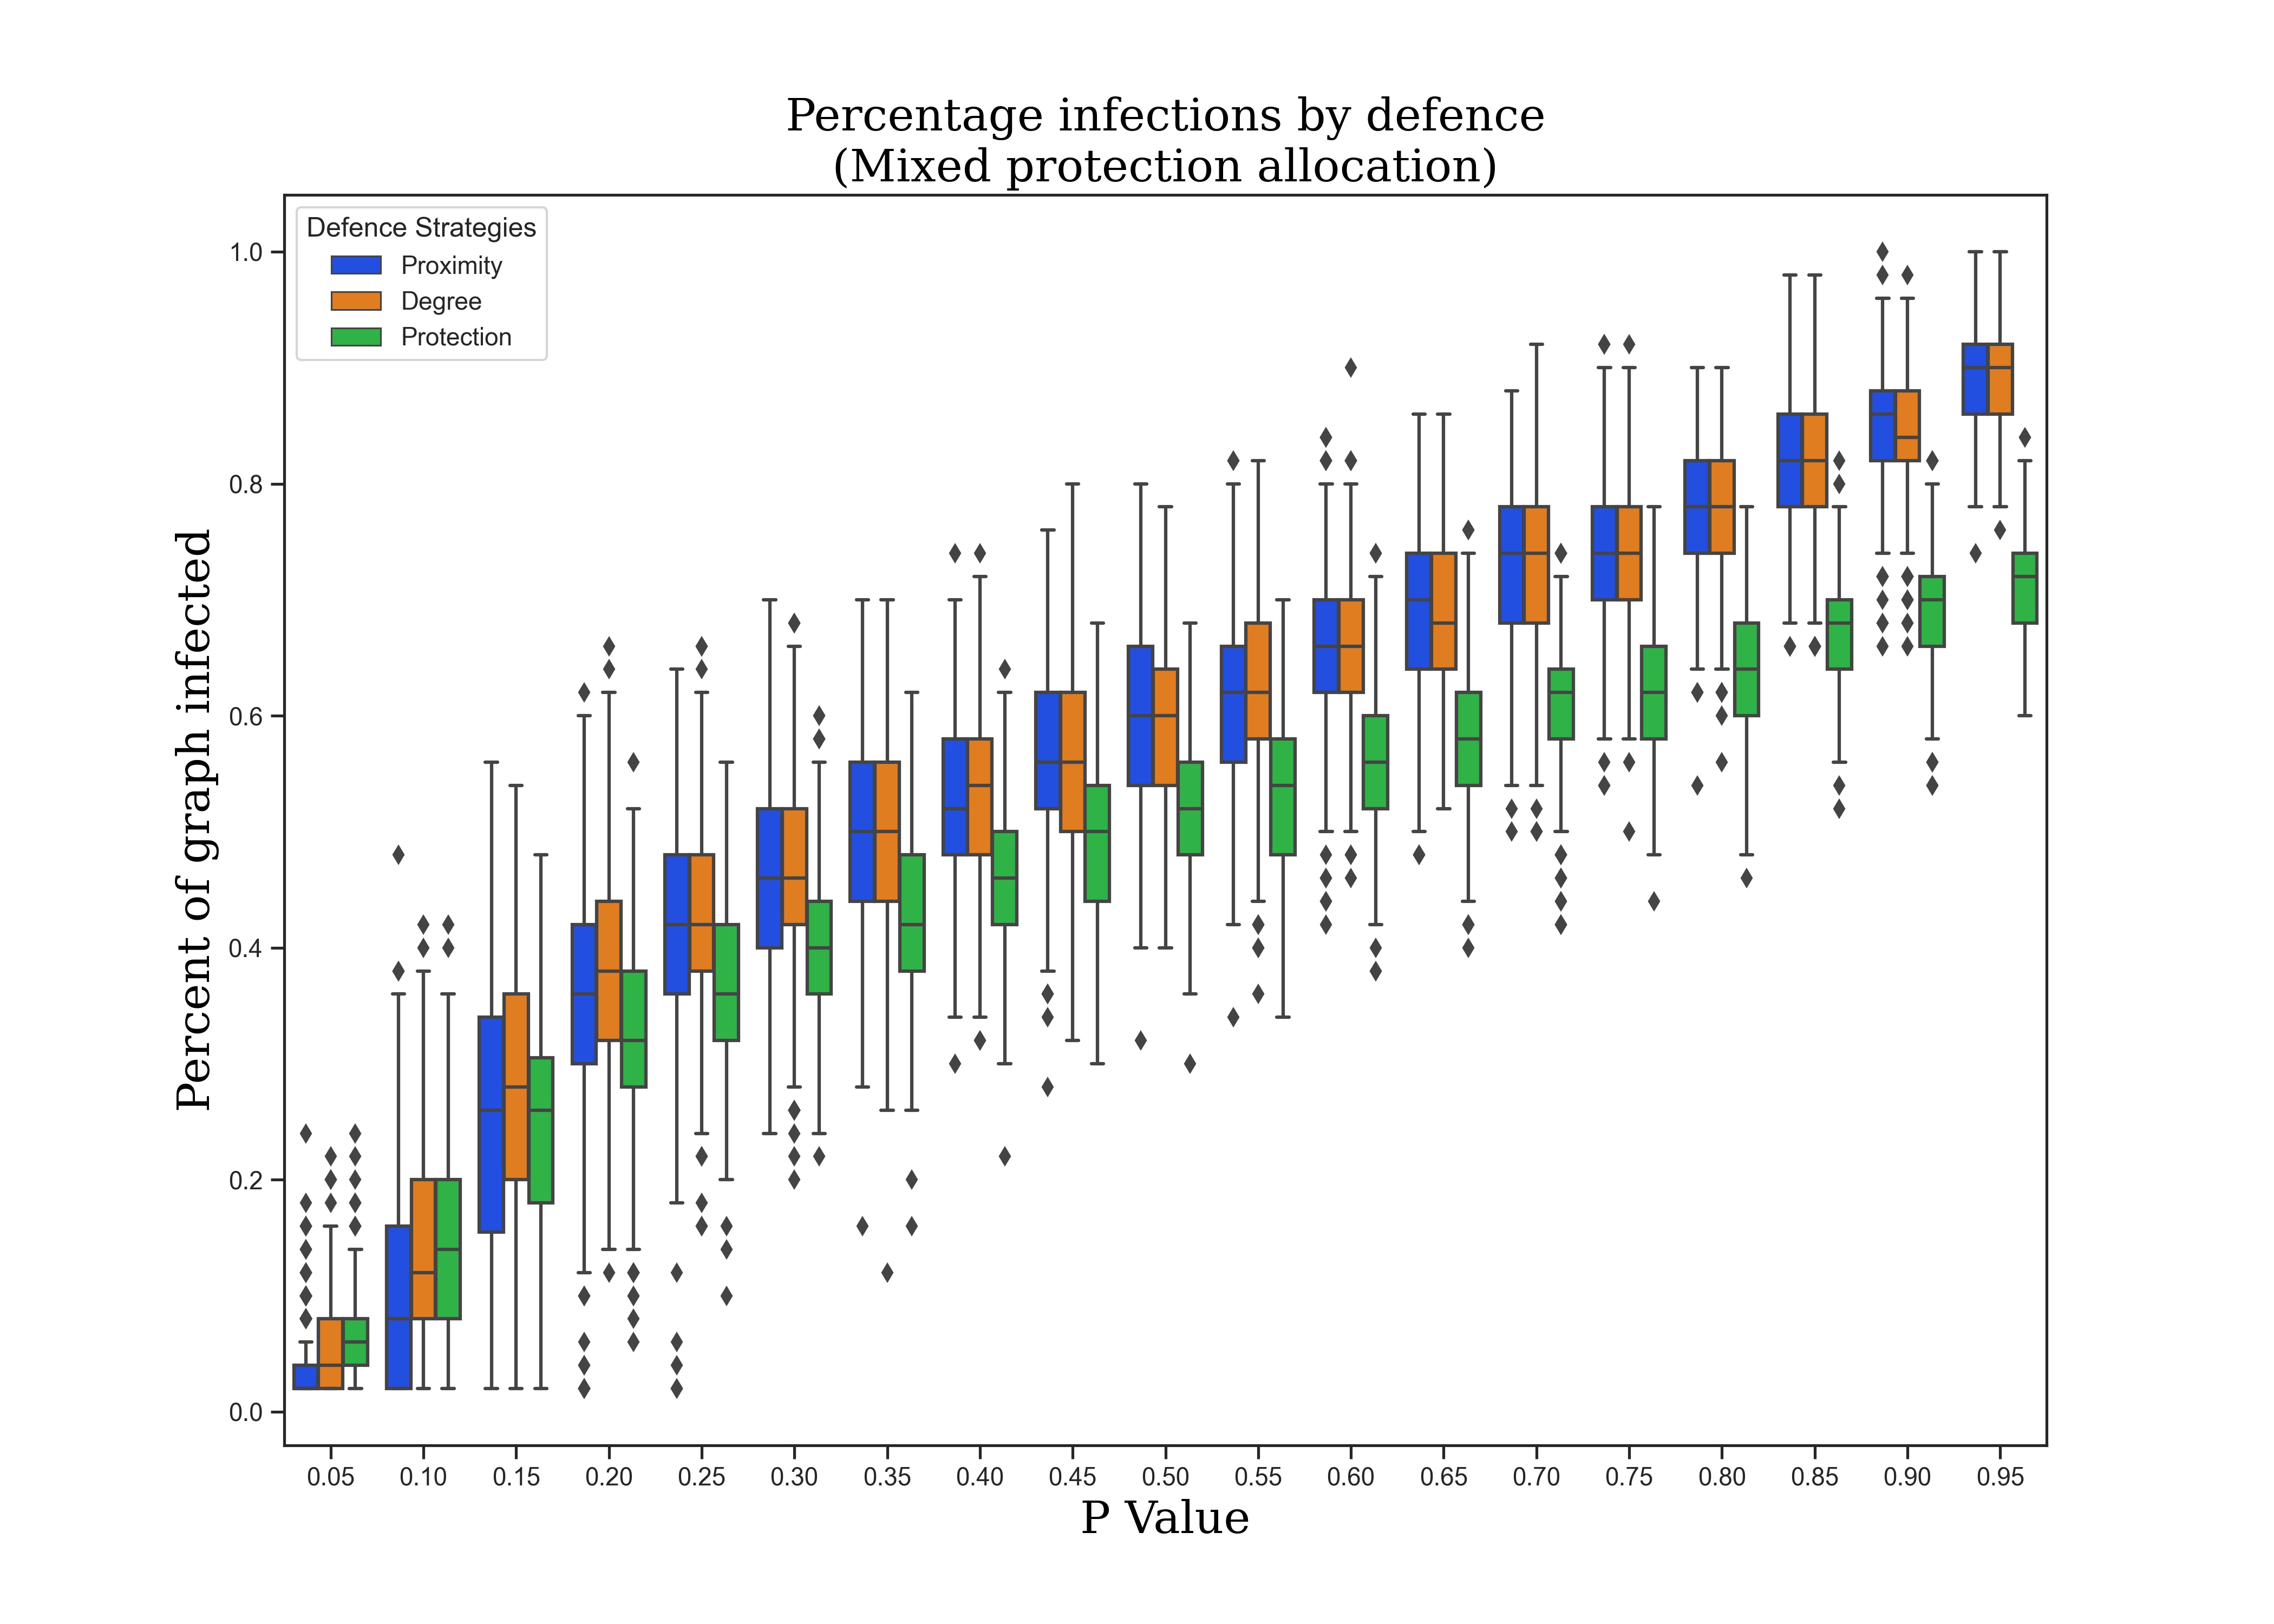 Percentage infections by defence
(Mixed protection allocation)
Defence Strategies
Proximity
Degree
Protection
Percent of graph infected
1.0
0.8
0.6
0.4
0.2
0.0
0.05 0.10 0.15 0.20 0.25 0.30 0.35 0.40 0.45 0.50 0.55 0.60 0.65 0.70 0.75 0.80 0.85 0.90 0.95
P Value